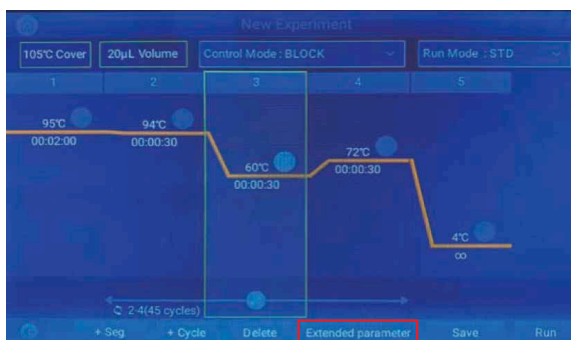 New Experiment
105℃ Cover 20µL Volume Control Mode : BLOCK Run Mode : STD
1 2 3 4 5
95℃ 94℃
00:02:00 00:00:30
72℃
60℃ 00:00:30
00:00:30
4℃
∞
2-4(45 cycles)
+ Seg + Cycle Delete Extended parameter Save Run